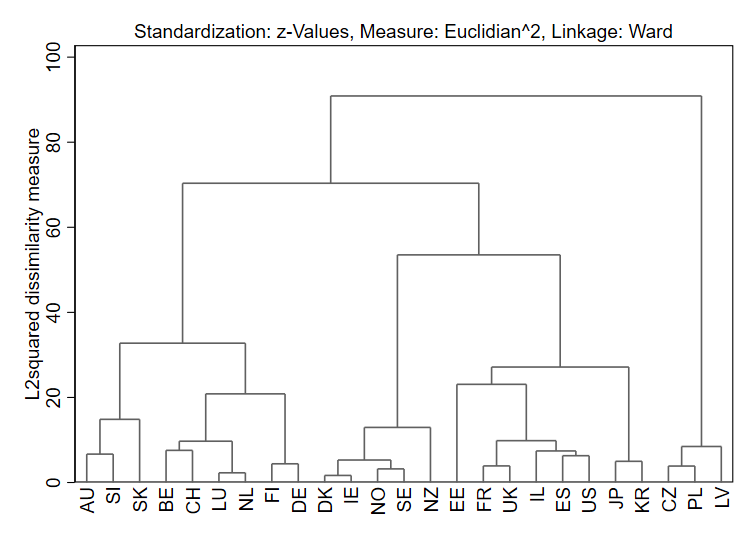 Standardization: z-Values, Measure: Euclidian^2, Linkage: Ward
L2squared dissimilarity measure
100
80
60
40
20
0
AU SI SK BE CH LU NL FI DE DK IE NO SE NZ EE FR UK IL ES US JP KR CZ PL LV